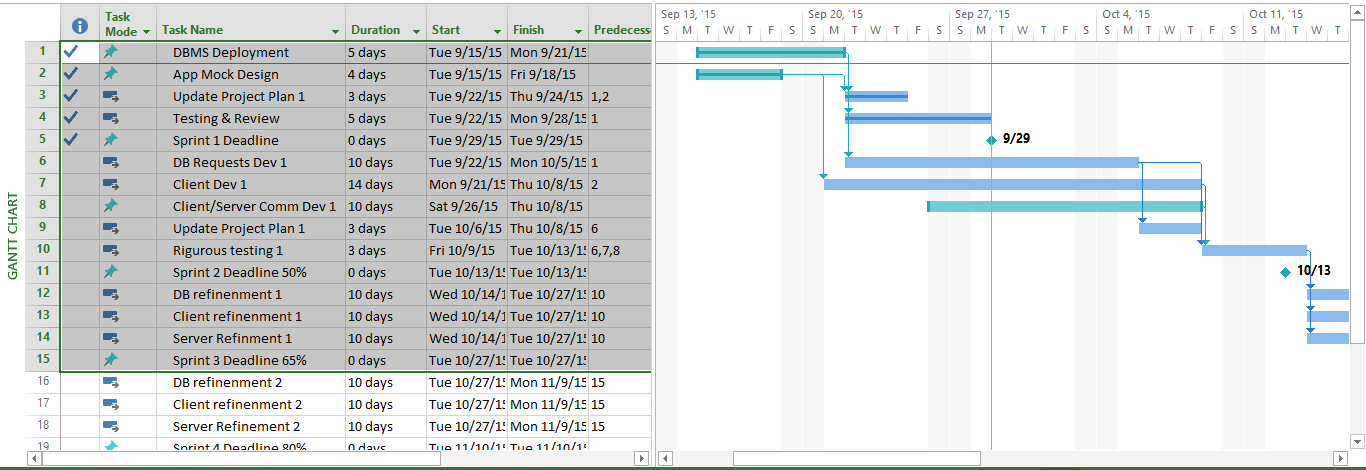 Sep 13, '15 Sep 20, '15 Sep 27, '15 Oct 4, '15 Oct 11, '15
S M T W T F S S M T W T F S S M T W T F S S M T W T F S S M T W T
Task Mode Task Name Duration Start Finish Predecess
1 DBMS Deployment 5 days Tue 9/15/15 Mon 9/21/15
2 App Mock Design 4 days Tue 9/15/15 Fri 9/18/15
3 Update Project Plan 1 3 days Tue 9/22/15 Thu 9/24/15 1,2
4 Testing & Review 5 days Tue 9/22/15 Mon 9/28/15 1
5 Sprint 1 Deadline 0 days Tue 9/29/15 Tue 9/29/15 9/29
6 DB Requests Dev 1 10 days Tue 9/22/15 Mon 10/5/15 1
7 Client Dev 1 14 days Mon 9/21/15 Thu 10/8/15 2
8 Client/Server Comm Dev 1 10 days Sat 9/26/15 Thu 10/8/15
9 Update Project Plan 1 3 days Tue 10/6/15 Thu 10/8/15 6
10 Rigurous testing 1 3 days Fri 10/9/15 Tue 10/13/15 6,7,8
11 Sprint 2 Deadline 50% 0 days Tue 10/13/15 Tue 10/13/15 10/13
12 DB refinenment 1 10 days Wed 10/14/1 Tue 10/27/15 10
13 Client refinenment 1 10 days Wed 10/14/1 Tue 10/27/15 10
14 Server Refinment 1 10 days Wed 10/14/1 Tue 10/27/15 10
15 Sprint 3 Deadline 65% 0 days Tue 10/27/15 Tue 10/27/15
16 DB refinenment 2 10 days Tue 10/27/15 Mon 11/9/15 15
17 Client refinenment 2 10 days Tue 10/27/15 Mon 11/9/15 15
18 Server Refinenment 2 10 days Tue 10/27/15 Mon 11/9/15 15
19 Sprint 4 Deadline 80% 0 days Tue 11/10/15 Tue 11/10/15
GANTT CHART